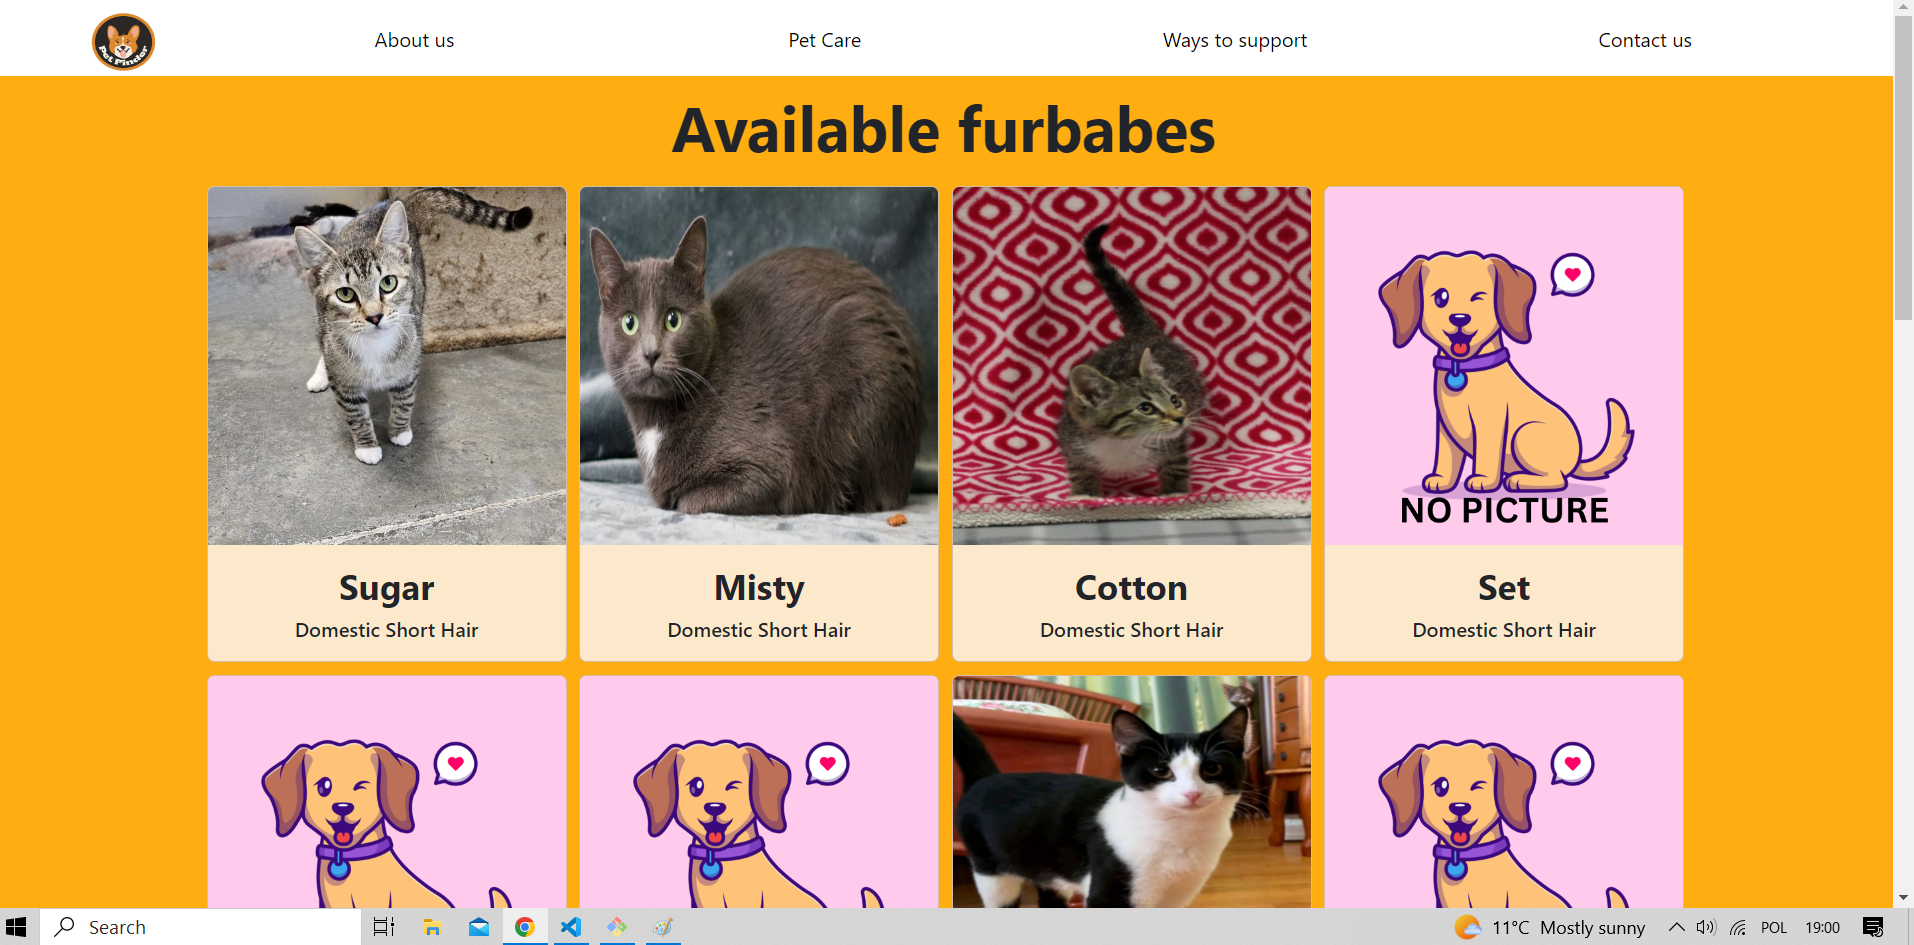 Pet Pinder
About us
Pet Care
Ways to support
Contact us
Available furbabes
NO PICTURE
Sugar
Domestic Short Hair
Misty
Domestic Short Hair
Cotton
Domestic Short Hair
Set
Domestic Short Hair
Search
11°C Mostly sunny
POL
19:00